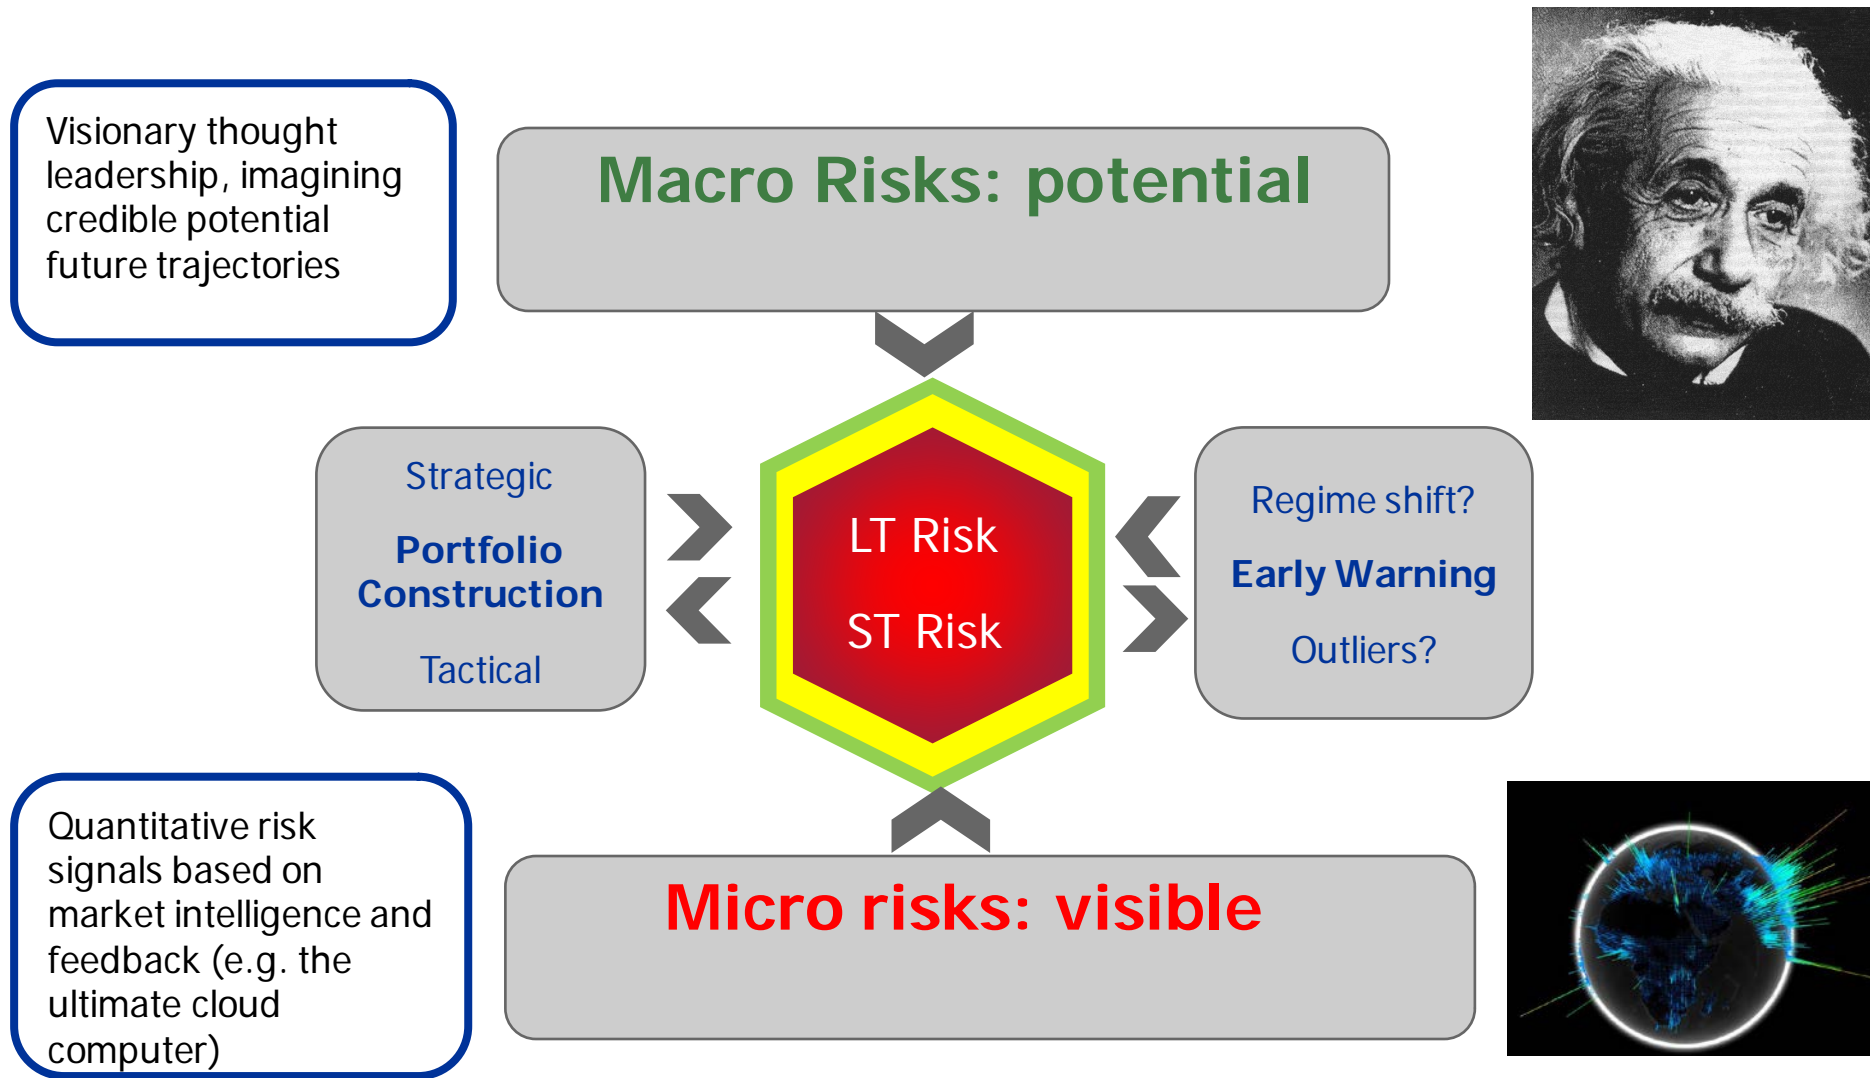 Visionary thought
leadership, imagining
credible potential
future trajectories
Macro Risks: potential
Strategic
Portfolio
Construction
Tactical
LT Risk
ST Risk
Regime shift?
Early Warning
Outliers?
Quantitative risk
signals based on
market intelligence and
feedback (e.g. the
ultimate cloud
computer)
Micro risks: visible